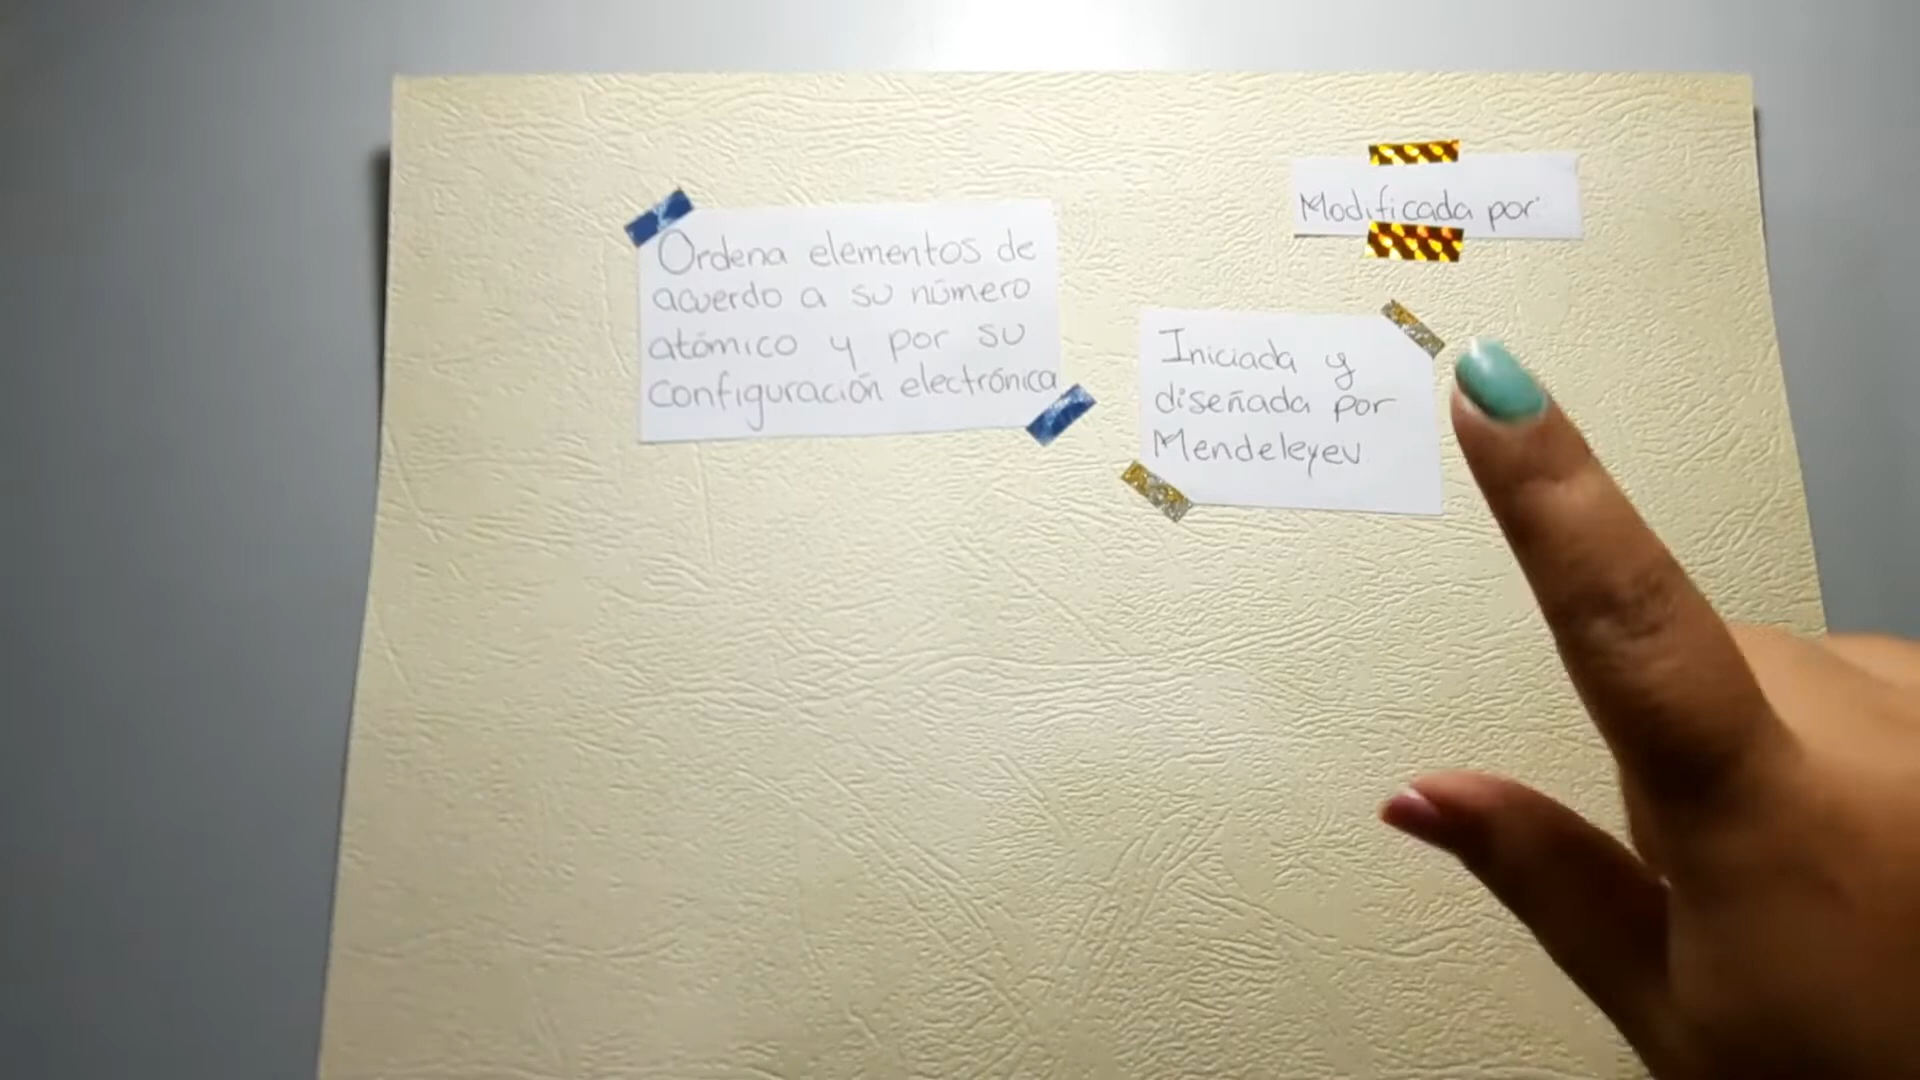 Ordena elementos de
acuerdo a su número
atómico y por su
configuración electrónica
Modificada por
Iniciada y
diseñada por
Mendeleyev